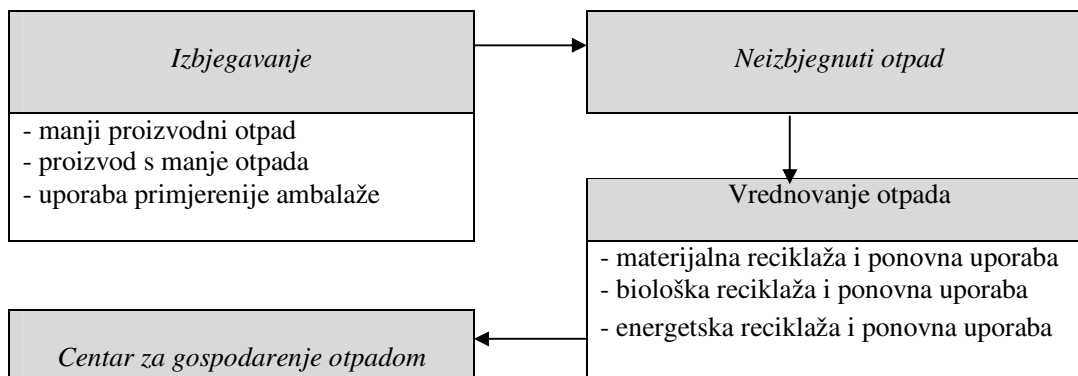 Izbjegavanje
- manji proizvodni otpad
- proizvod s manje otpada
- uporaba primjerenije ambalaže
Neizbjegnuti otpad
Vrednovanje otpada
- materijalna reciklaža i ponovna uporaba
- biološka reciklaža i ponovna uporaba
- energetska reciklaža i ponovna uporaba
Centar za gospodarenje otpadom